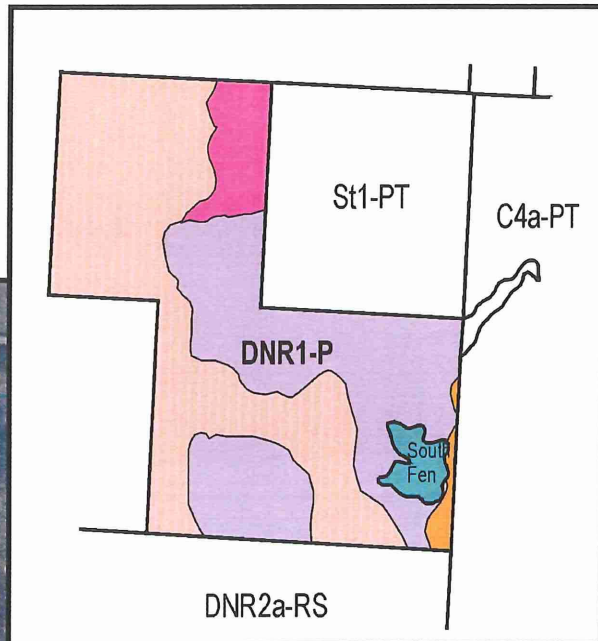 St1-PT
C4a-PT
DNR1-P
South
Fen
DNR2a-RS